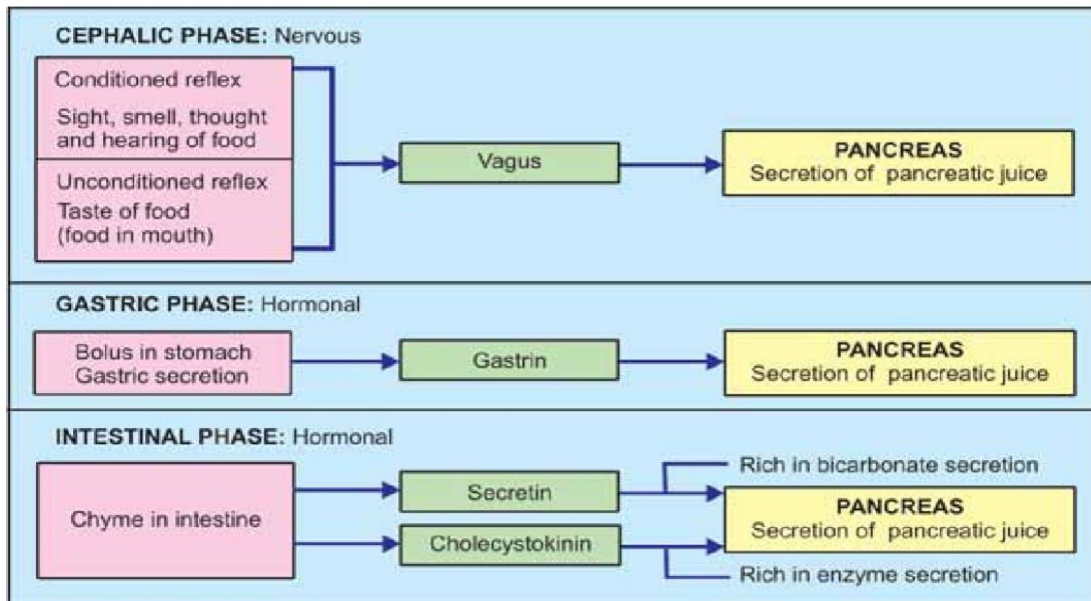 CEPHALIC PHASE: Nervous
Conditioned reflex
Sight, smell, thought
and hearing of food
Unconditioned reflex
Taste of food
(food in mouth)
Vagus
PANCREAS
Secretion of pancreatic juice
GASTRIC PHASE: Hormonal
Bolus in stomach
Gastric secretion
Gastrin
PANCREAS
Secretion of pancreatic juice
INTESTINAL PHASE: Hormonal
Chyme in intestine
Secretin
Cholecystokinin
Rich in bicarbonate secretion
PANCREAS
Secretion of pancreatic juice
Rich in enzyme secretion